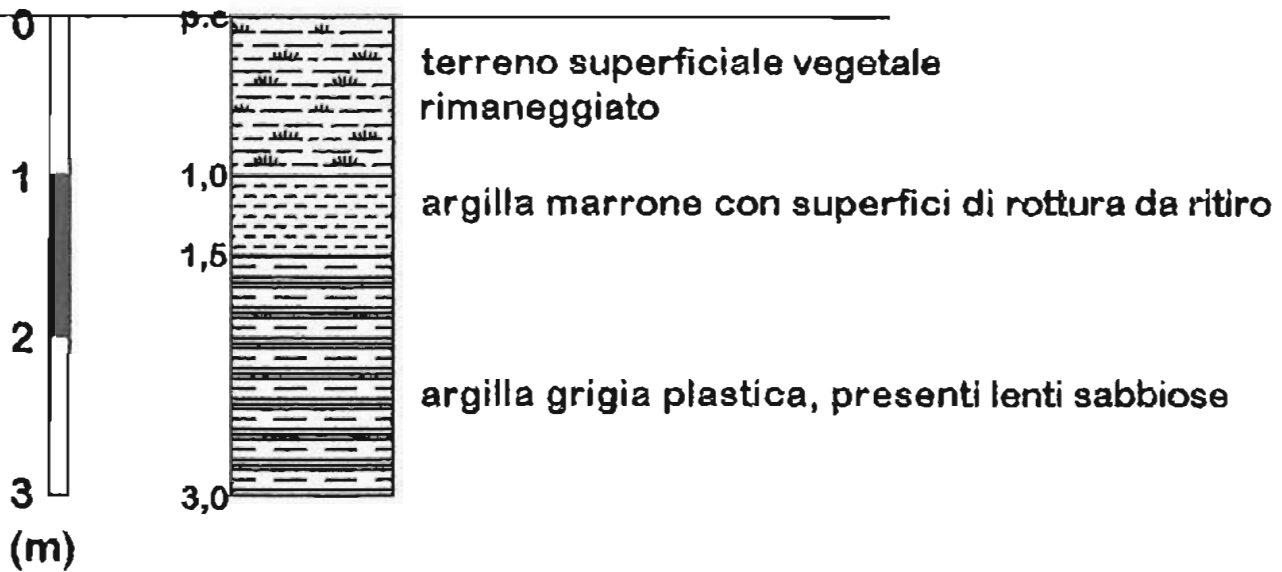 0 p.c
terreno superficiale vegetale
rimaneggiato
1 1,0
argilla marrone con superfici di rottura da ritiro
1,5
2
argilla grigia plastica, presenti lenti sabbiose
3 3,0
(m)